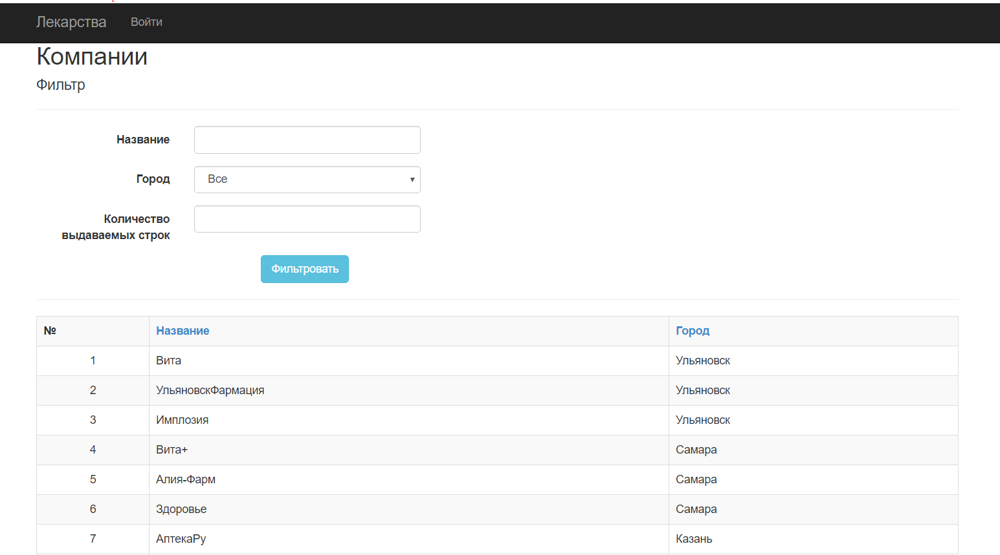 Лекарства Войти
Компании
Фильтр
Название
Город Все
Количество
выдаваемых строк
Фильтровать
№ Название Город
1 Вита Ульяновск
2 УльяновскФармация Ульяновск
3 Имплозия Ульяновск
4 Вита+ Самара
5 Алия-Фарм Самара
6 Здоровье Самара
7 АптекаРу Казань